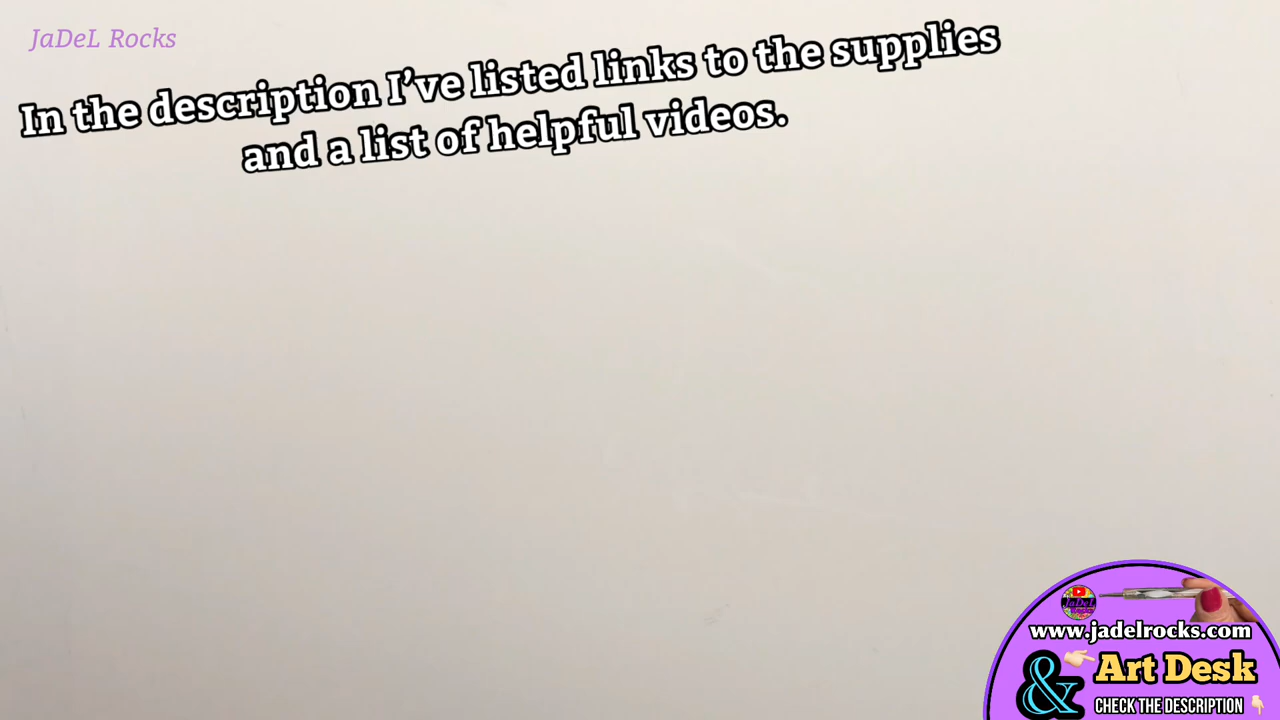 JaDeL Rocks
In the description I’ve listed links to the supplies
and a list of helpful videos.
JaDeL
www.jadelrocks.com
& Art Desk
CHECK THE DESCRIPTION